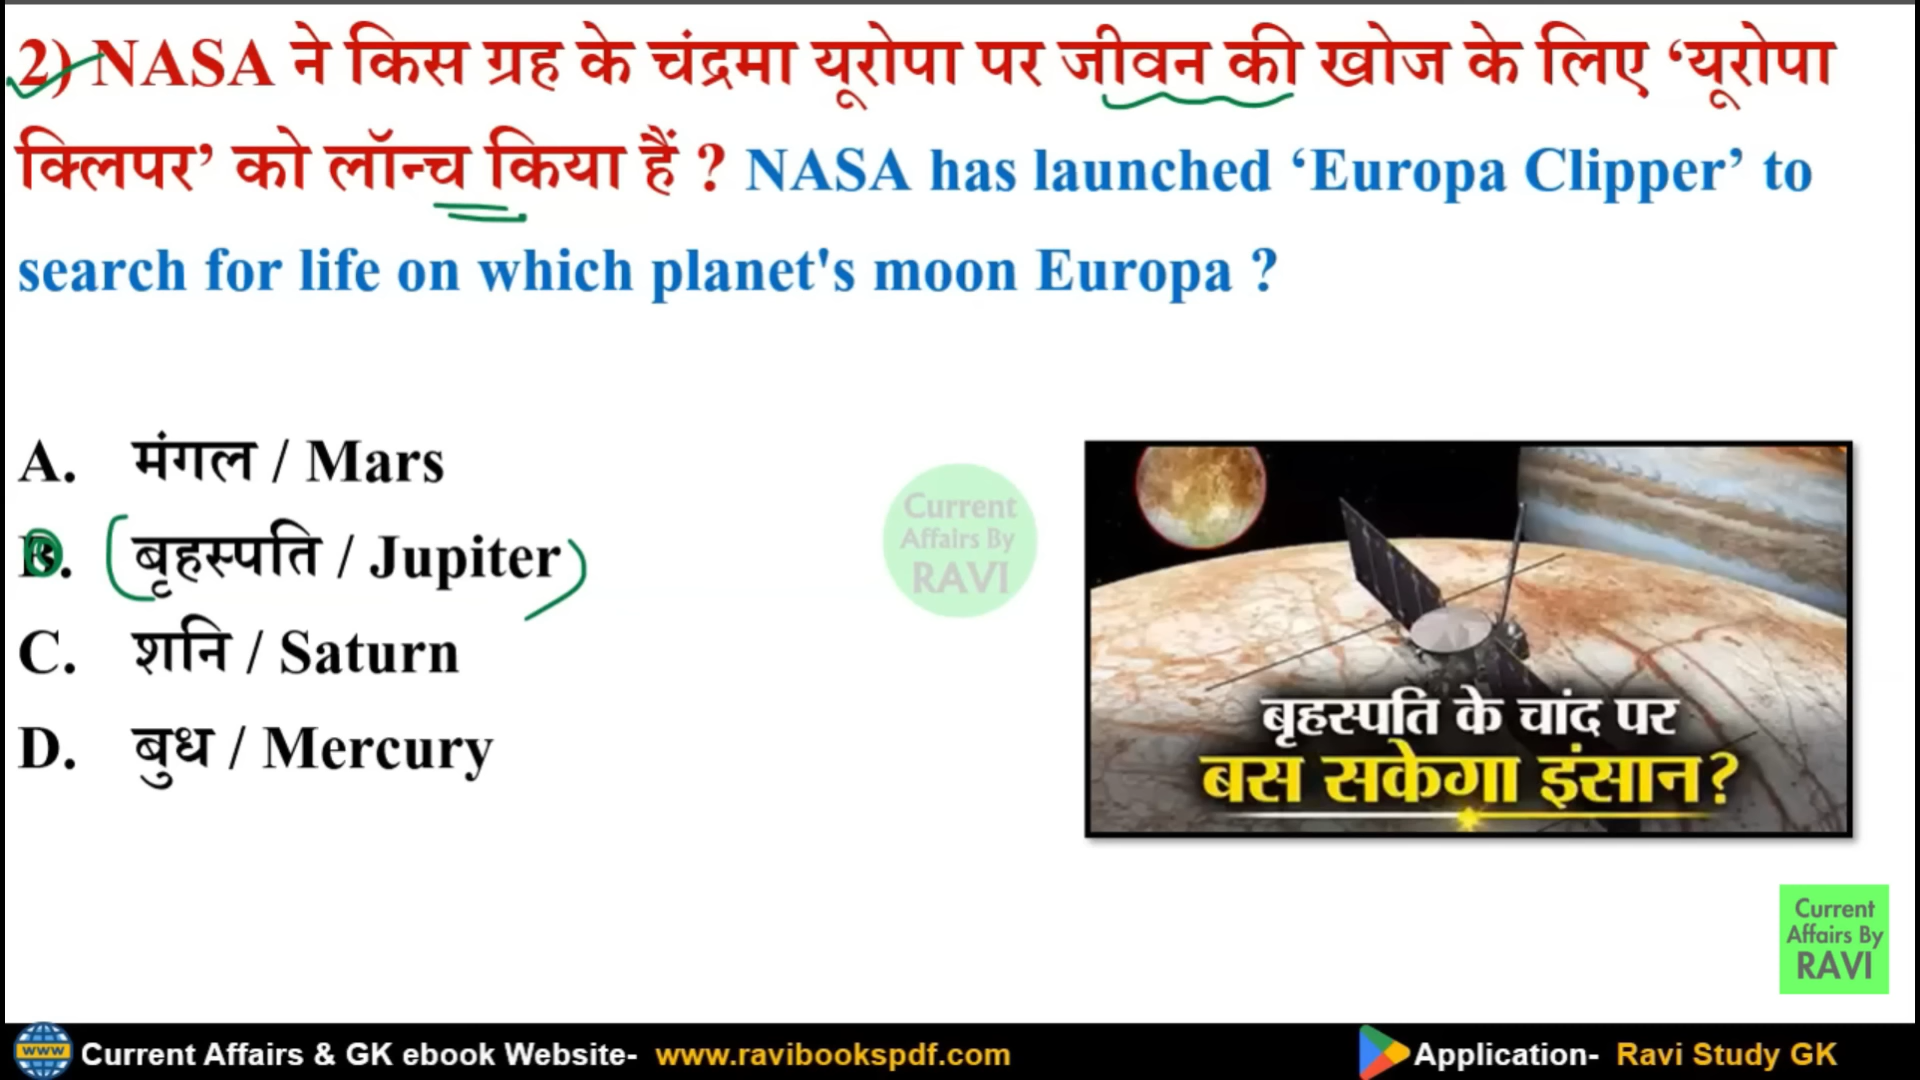 2) NASA ने किस ग्रह के चंद्रमा यूरोपा पर जीवन की खोज के लिए ‘यूरोपा
क्लिपर’ को लॉन्च किया हैं ? NASA has launched ‘Europa Clipper’ to
search for life on which planet's moon Europa ?
A. मंगल / Mars
B. बृहस्पति / Jupiter
C. शनि / Saturn
D. बुध / Mercury
Current
Affairs By
RAVI
बृहस्पति के चांद पर
बस सकेगा इंसान?
Current
Affairs By
RAVI
www Current Affairs & GK ebook Website- www.ravibookspdf.com
Application- Ravi Study GK